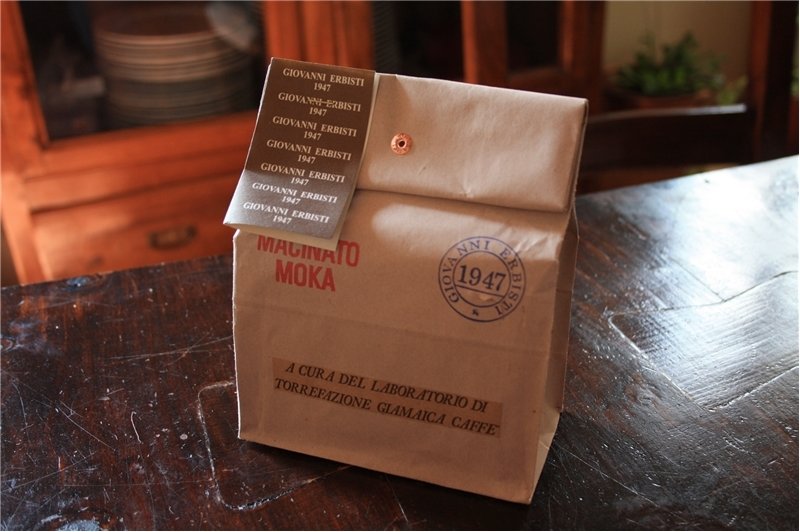 GIOVANNI ERBISTI
1947
GIOVANNI ERBISTI
1947
GIOVANNI ERBISTI
1947
GIOVANNI ERBISTI
1947
GIOVANNI ERBISTI
1947
GIOVANNI ERBISTI
1947
GIOVANNI ERBISTI
1947
MACINATO
MOKA
GIOVANNI ERBISTI
1947
A CURA DEL LABORATORIO DI
TORREFAZIONE GIAMAICA CAFFE'